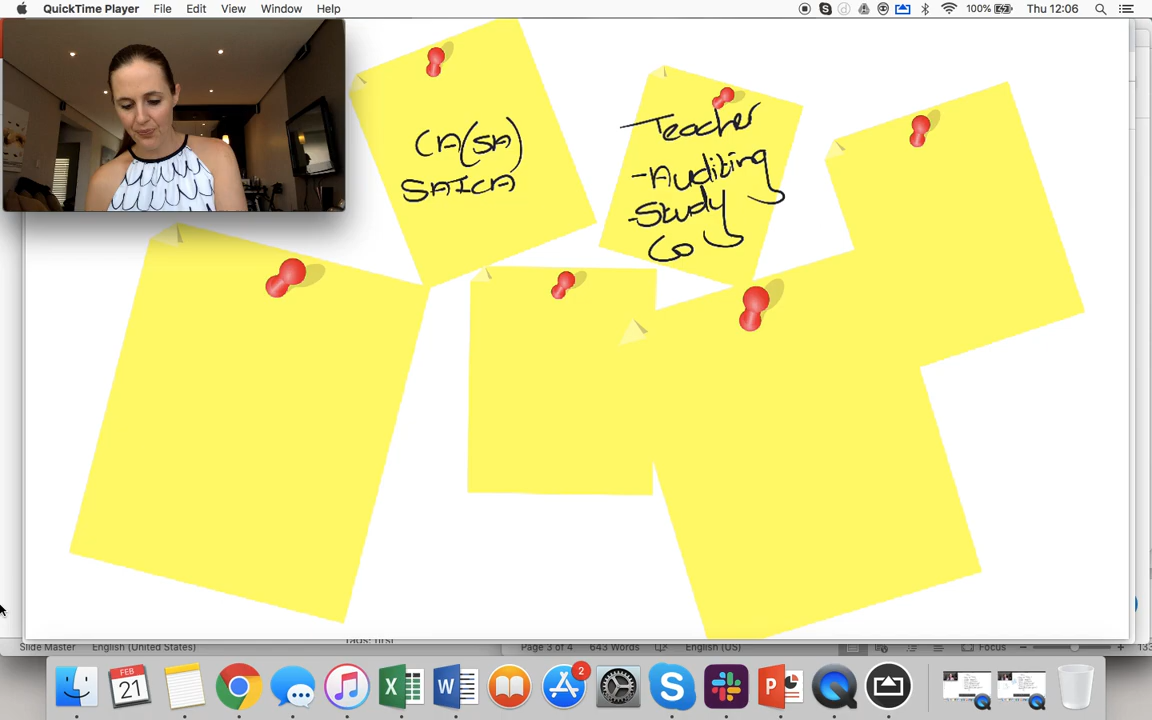 QuickTime Player File Edit View Window Help
100% Thu 12:06
CA(SA)
SAICA
Teacher
-Auditing
-Study
Co
Slide Master English (United States)
Page 3 of 4 643 Words English (US) Focus
FEB
21
2